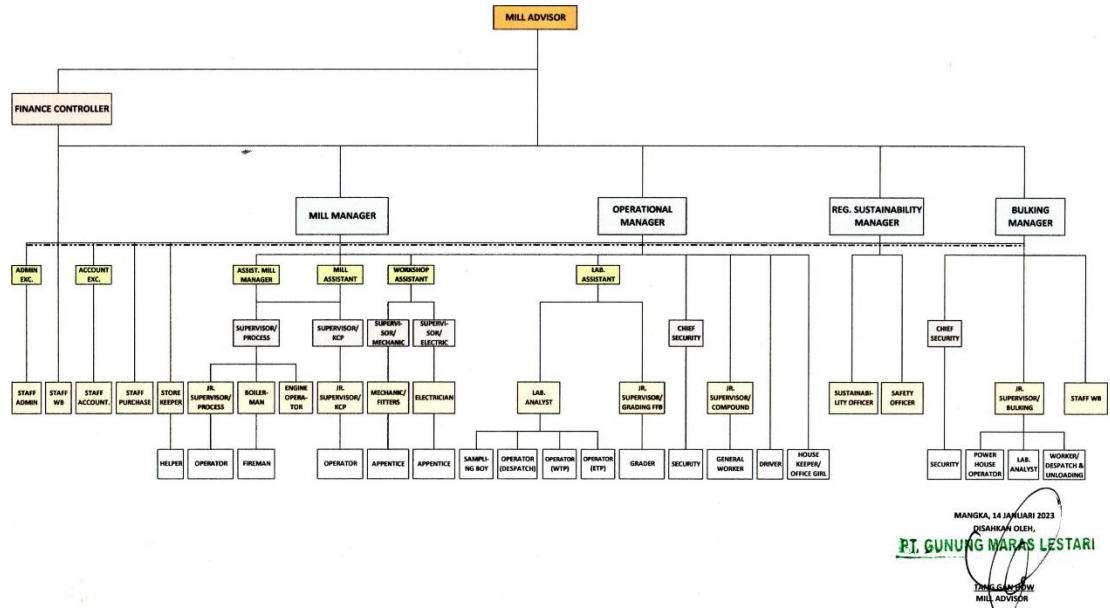 MILL ADVISOR
FINANCE CONTROLLER
MILL MANAGER
OPERATIONAL
MANAGER
REG. SUSTAINABILITY
MANAGER
BULKING
MANAGER
ADMIN
EXC.
ACCOUNT
EXC.
ASSIST. MILL
MANAGER
MILL
ASSISTANT
WORKSHOP
ASSISTANT
LAB.
ASSISTANT
SUPERVISOR/
PROCESS
SUPERVISOR/
KCP
SUPERVI-
SOR/
MECHANIC
SUPERVI-
SOR/
ELECTRIC
CHIEF
SECURITY
CHIEF
SECURITY
STAFF
ADMIN
STAFF
WB
STAFF
ACCOUNT.
STAFF
PURCHASE
STORE
KEEPER
JR.
SUPERVISOR/
PROCESS
BOILER-
MAN
ENGINE
OPERA-
TOR
JR.
SUPERVISOR/
KCP
MECHANIC/
FITTERS
ELECTRICIAN
LAB.
ANALYST
JR.
SUPERVISOR/
GRADING FFB
JR.
SUPERVISOR/
COMPOUND
SUSTAINABI-
LITY OFFICER
SAFETY
OFFICER
JR.
SUPERVISOR/
BULKING
STAFF WB
HELPER
OPERATOR
FIREMAN
OPERATOR
APPENTICE
APPENTICE
SAMPLI-
NG BOY
OPERATOR
(DESPATCH)
OPERATOR
(WTP)
OPERATOR
(ETP)
GRADER
SECURITY
GENERAL
WORKER
DRIVER
HOUSE
KEEPER/
OFFICE GIRL
SECURITY
POWER
HOUSE
OPERATOR
LAB.
ANALYST
WORKER/
DESPATCH &
UNLOADING
MANGKA, 14 JANUARI 2023
DISAHKAN OLEH,
PT. GUNUNG MARAS LESTARI
TANG GAN HOW
MILL ADVISOR